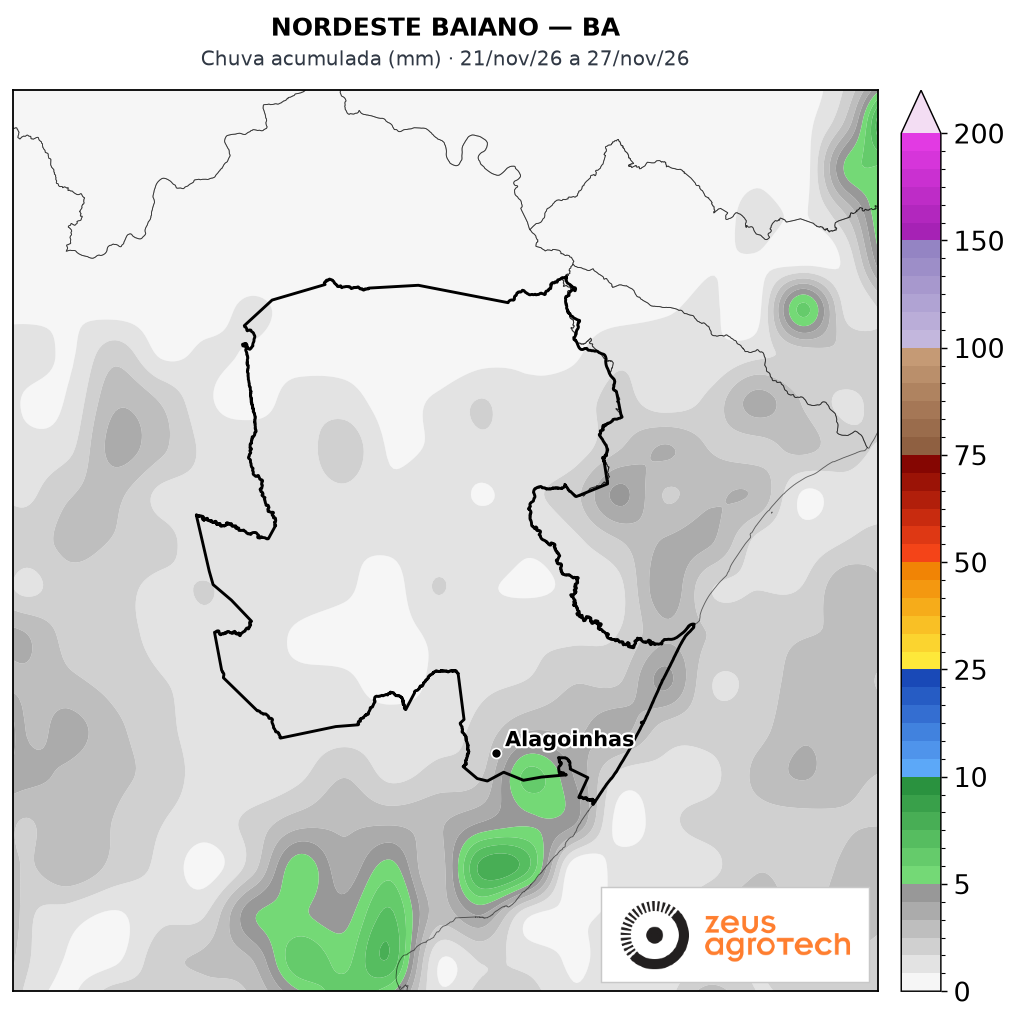 NORDESTE BAIANO — BA
Chuva acumulada (mm) · 21/nov/26 a 27/nov/26
200
150
100
75
50
25
10
5
0
Alagoinhas
zeus
agrotech